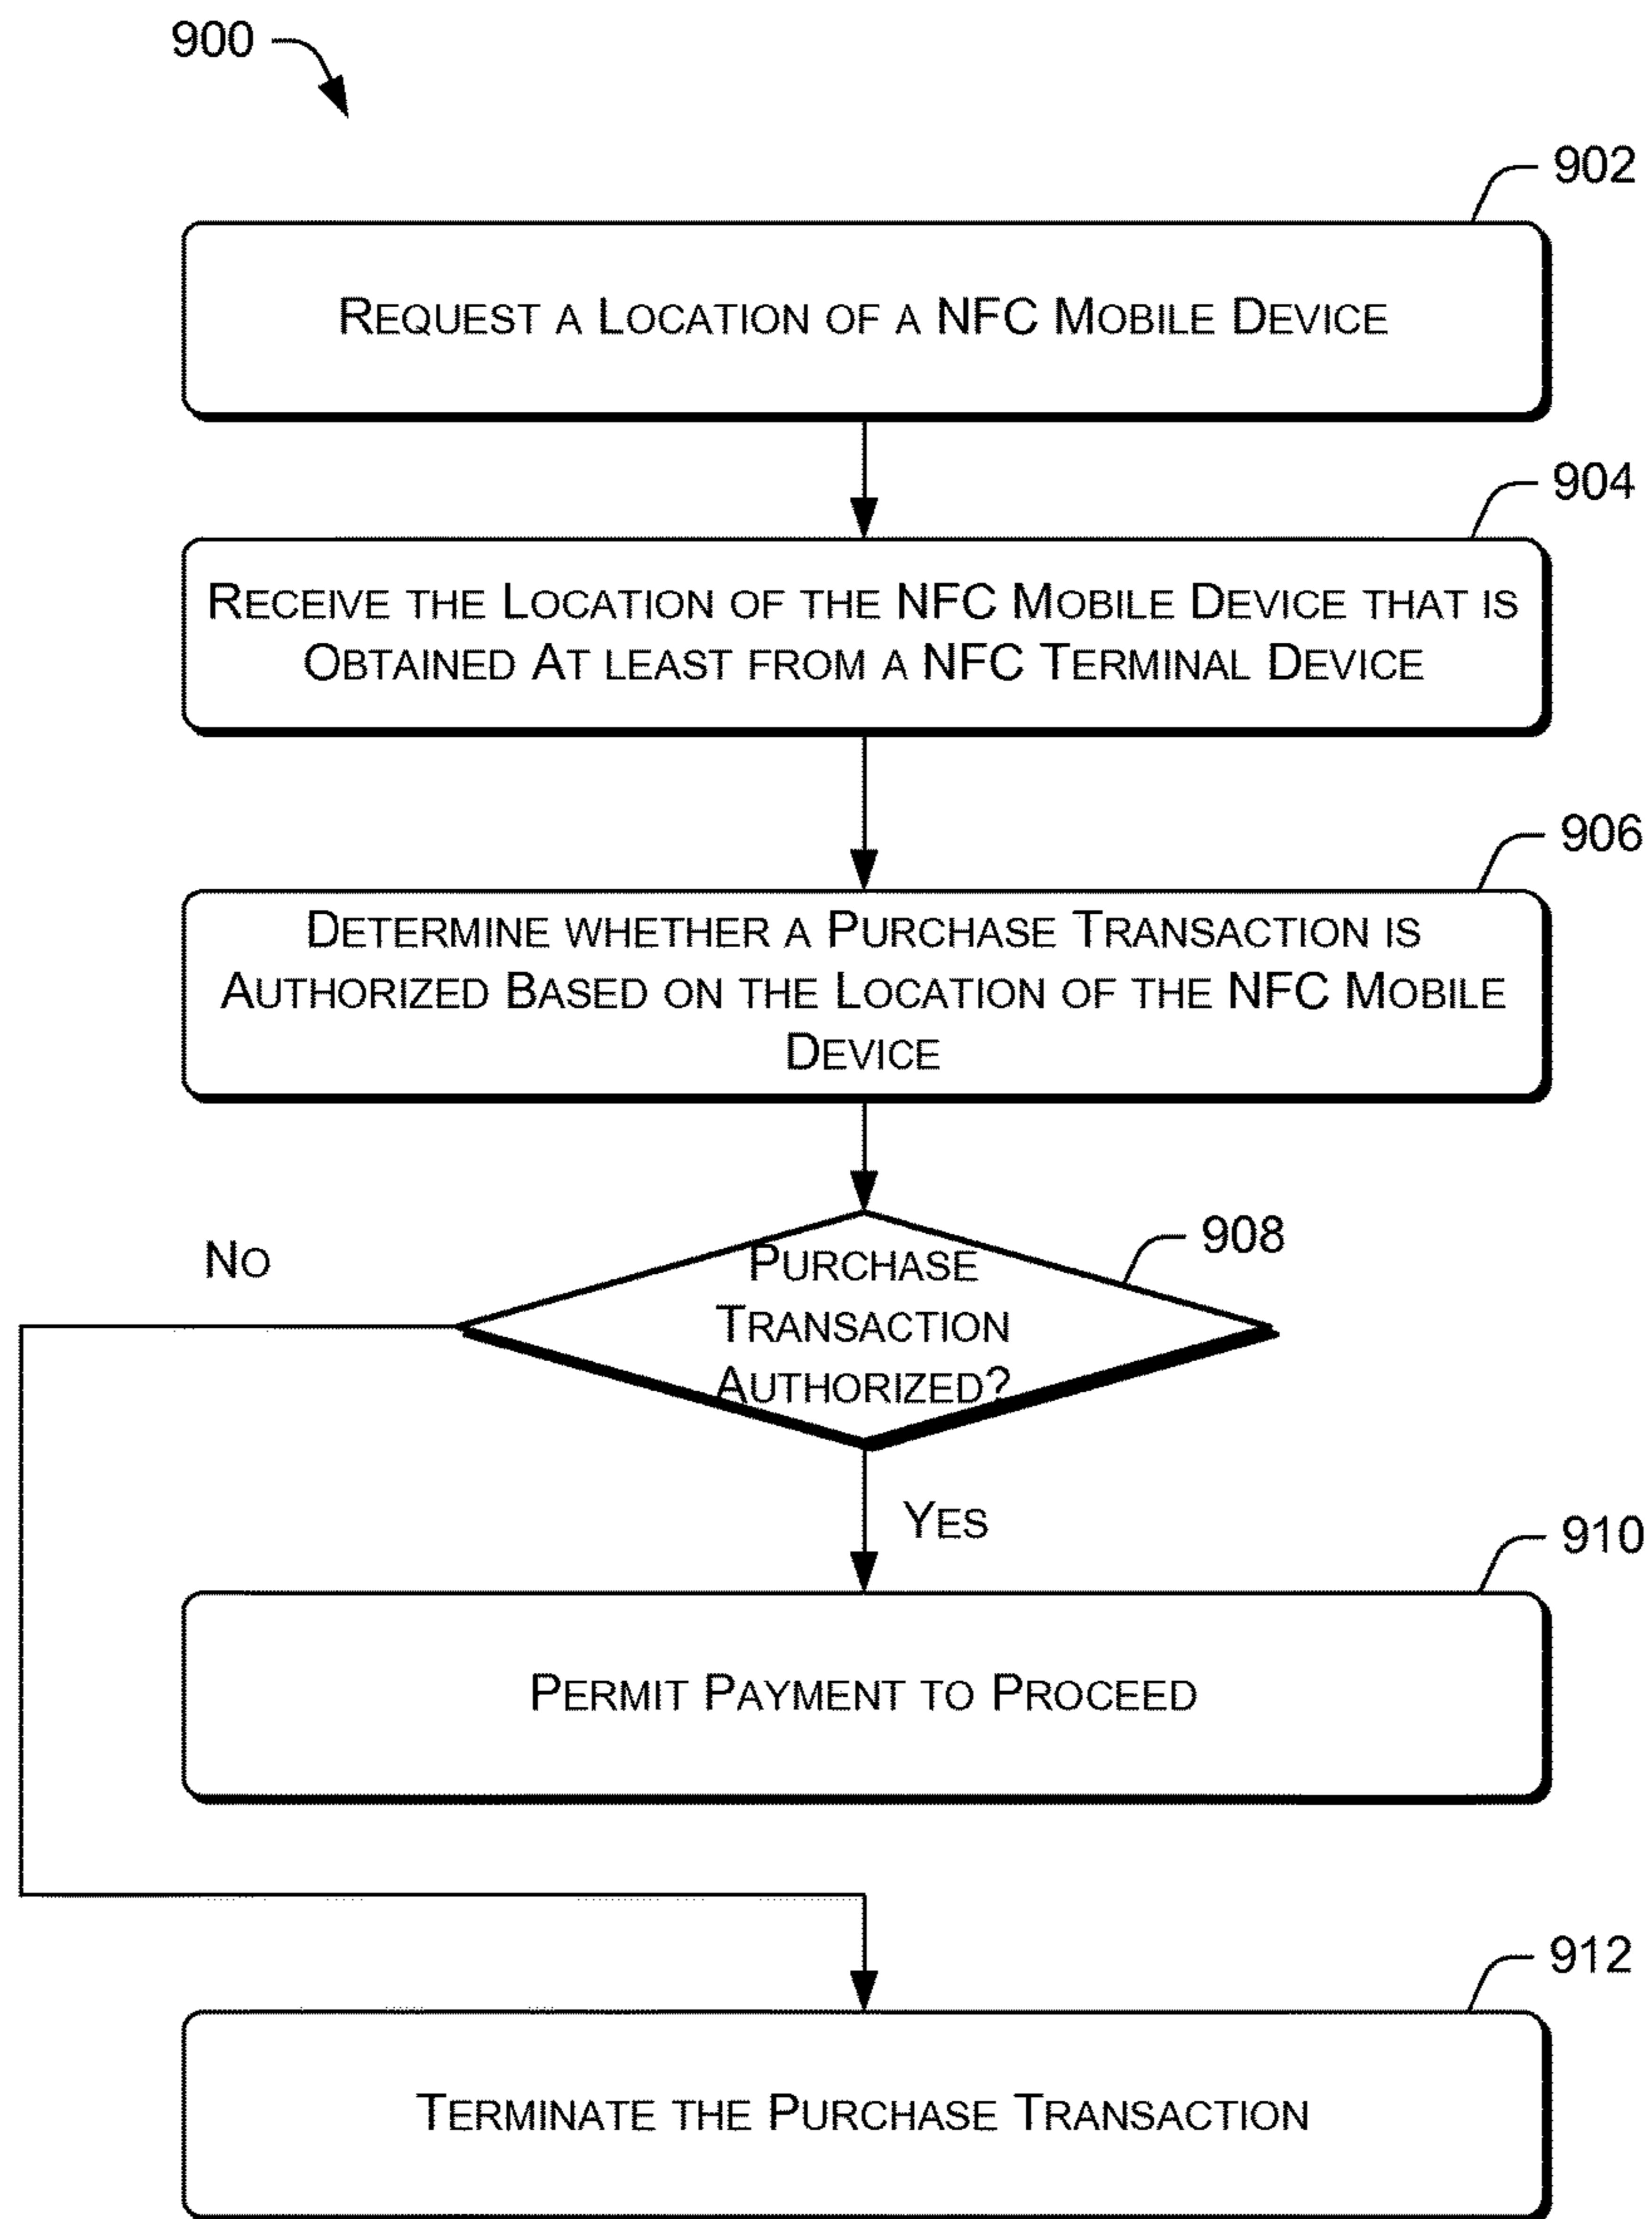 900
902
REQUEST A LOCATION OF A NFC MOBILE DEVICE
904
RECEIVE THE LOCATION OF THE NFC MOBILE DEVICE THAT IS
OBTAINED AT LEAST FROM A NFC TERMINAL DEVICE
906
DETERMINE WHETHER A PURCHASE TRANSACTION IS
AUTHORIZED BASED ON THE LOCATION OF THE NFC MOBILE
DEVICE
908
NO
PURCHASE
TRANSACTION
AUTHORIZED?
YES
910
PERMIT PAYMENT TO PROCEED
912
TERMINATE THE PURCHASE TRANSACTION